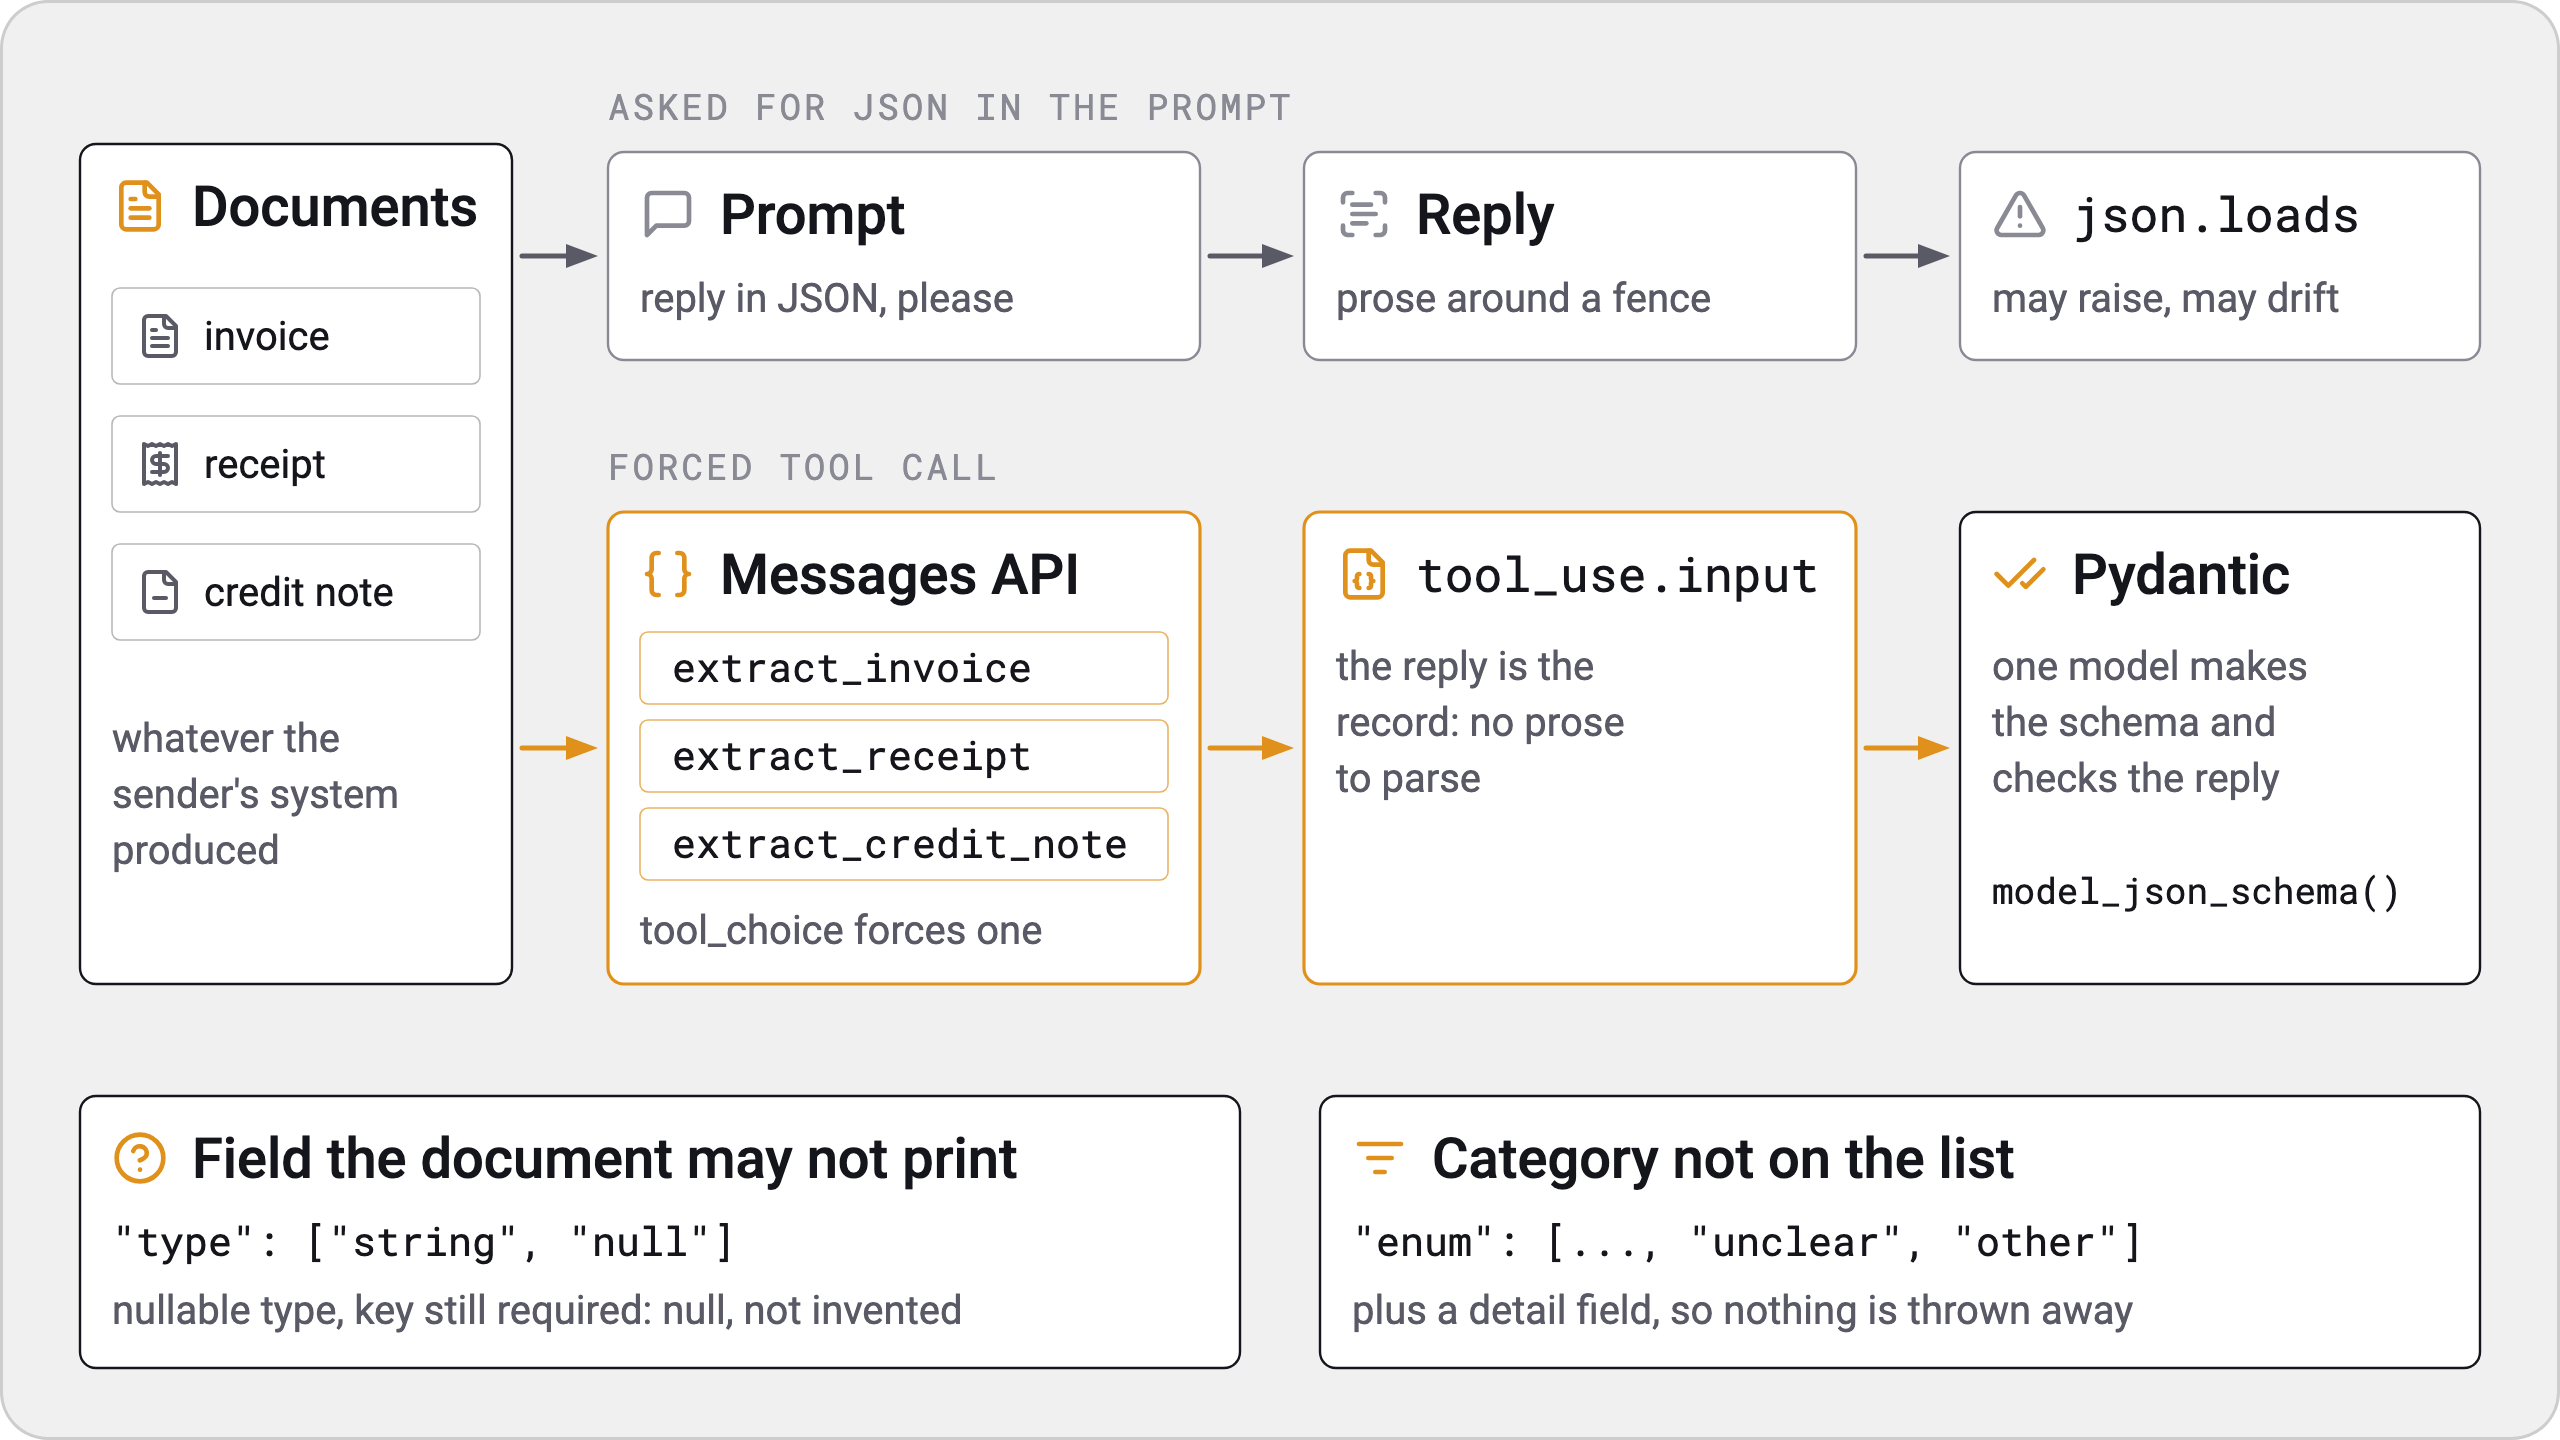 ASKED FOR JSON IN THE PROMPT
Documents
invoice
receipt
credit note
whatever the
sender's system
produced
Prompt
reply in JSON, please
Reply
prose around a fence
json.loads
may raise, may drift
FORCED TOOL CALL
{} Messages API
extract_invoice
extract_receipt
extract_credit_note
tool_choice forces one
tool_use.input
the reply is the
record: no prose
to parse
Pydantic
one model makes
the schema and
checks the reply
model_json_schema()
Field the document may not print
"type": ["string", "null"]
nullable type, key still required: null, not invented
Category not on the list
"enum": [..., "unclear", "other"]
plus a detail field, so nothing is thrown away